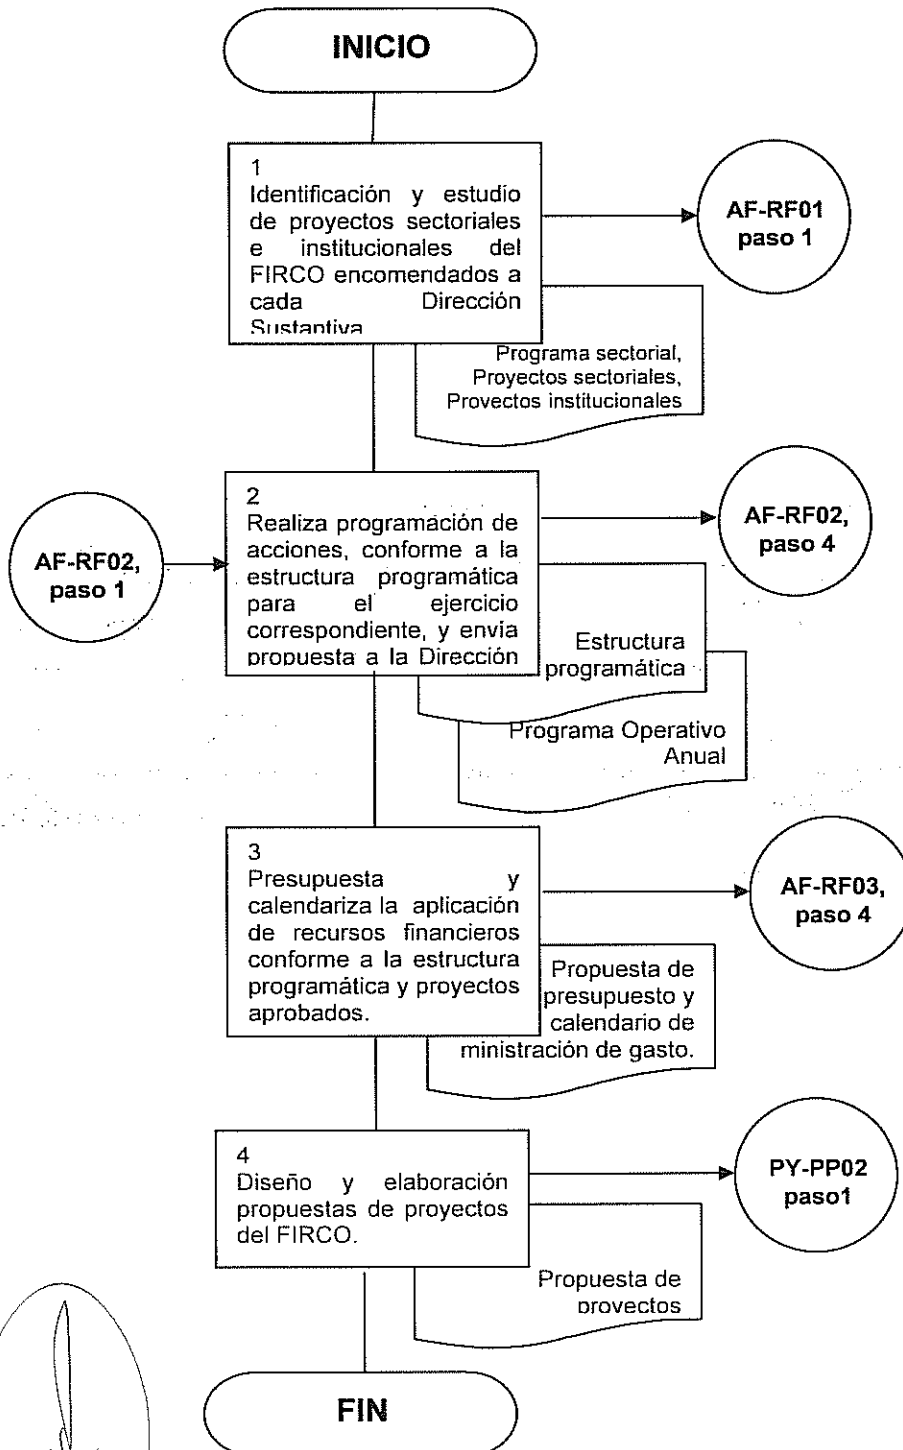 INICIO
1
Identificación y estudio
de proyectos sectoriales
e institucionales del
FIRCO encomendados a
cada Dirección
Sustantiva
AF-RF01
paso 1
Programa sectorial,
Proyectos sectoriales,
Proyectos institucionales
2
Realiza programación de
acciones, conforme a la
estructura programática
para el ejercicio
correspondiente, y envia
propuesta a la Dirección
AF-RF02,
paso 1
AF-RF02,
paso 4
Estructura
programática
Programa Operativo
Anual
3
Presupuesta y
calendariza la aplicación
de recursos financieros
conforme a la estructura
programática y proyectos
aprobados.
AF-RF03,
paso 4
Propuesta de
presupuesto y
calendario de
ministración de gasto.
4
Diseño y elaboración
propuestas de proyectos
del FIRCO.
PY-PP02
paso1
Propuesta de
proyectos
FIN